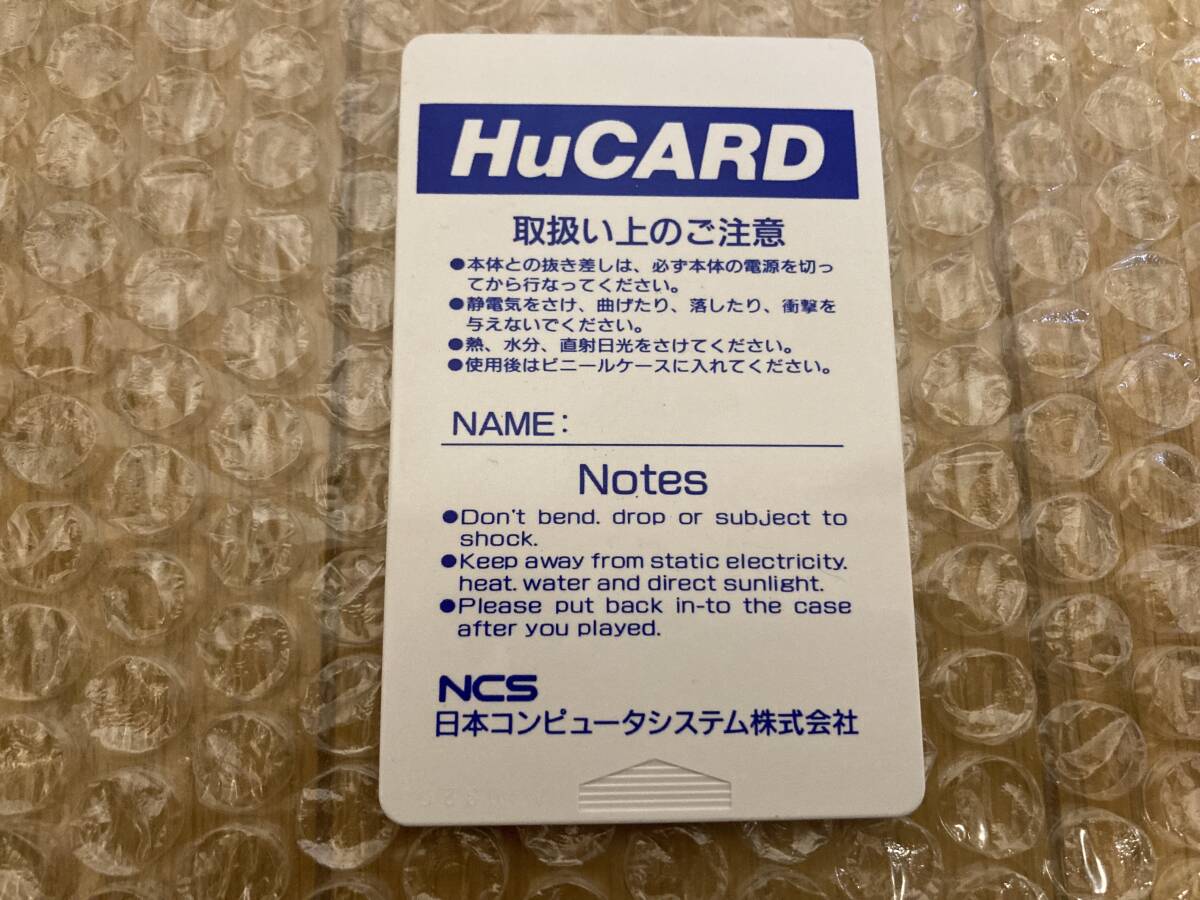 HuCARD
取扱い上のご注意
●本体との抜き差しは、必ず本体の電源を切っ
てから行なってください。
●静電気をさけ、曲げたり、落したり、衝撃を
与えないでください。
●熱、水分、直射日光をさけてください。
●使用後はビニールケースに入れてください。
NAME:
Notes
●Don't bend. drop or subject to
shock.
●Keep away from static electricity.
heat. water and direct sunlight.
●Please put back in-to the case
after you played.
NCS
日本コンピュータシステム株式会社